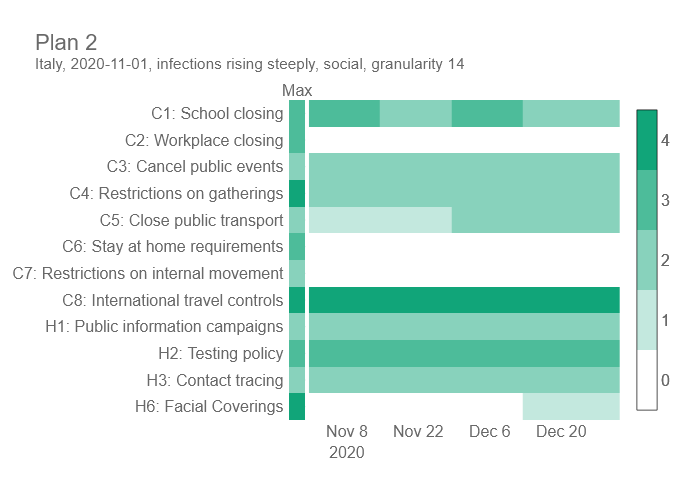 Plan 2
Italy, 2020-11-01, infections rising steeply, social, granularity 14
Max
C1: School closing
C2: Workplace closing
C3: Cancel public events
C4: Restrictions on gatherings
C5: Close public transport
C6: Stay at home requirements
C7: Restrictions on internal movement
C8: International travel controls
H1: Public information campaigns
H2: Testing policy
H3: Contact tracing
H6: Facial Coverings
4
3
2
1
0
Nov 8 Nov 22 Dec 6 Dec 20
2020